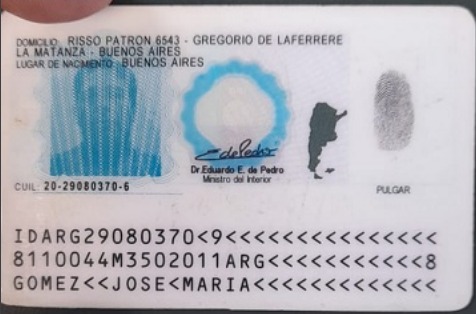 DOMICILIO: RISSO PATRON 6543 - GREGORIO DE LAFERRERE
LA MATANZA - BUENOS AIRES
LUGAR DE NACIMIENTO: BUENOS AIRES
Dr. Eduardo E. de Pedro
Ministro del Interior
CUIL: 20-29080370-6
PULGAR
IDARG29080370<9<<<<<<<<<<<<<<<
8110044M3502011ARG<<<<<<<<<<<8
GOMEZ<<JOSE<MARIA<<<<<<<<<<<<<